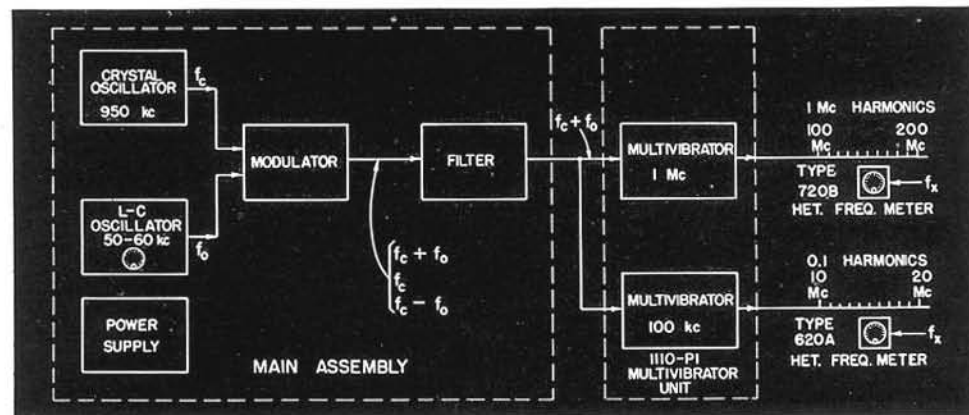 CRYSTAL
OSCILLATOR
950 kc
fc
L-C
OSCILLATOR
50-60 kc
fo
POWER
SUPPLY
MODULATOR
fc + fo
fc
fc - fo
FILTER
MAIN ASSEMBLY
fc + fo
MULTIVIBRATOR
1 Mc
MULTIVIBRATOR
100 kc
1110-P1
MULTIVIBRATOR
UNIT
1 Mc HARMONICS
100 200
Mc Mc
TYPE
720B
fx
HET. FREQ. METER
0.1 HARMONICS
10 20
Mc Mc
TYPE
620A
fx
HET. FREQ. METER